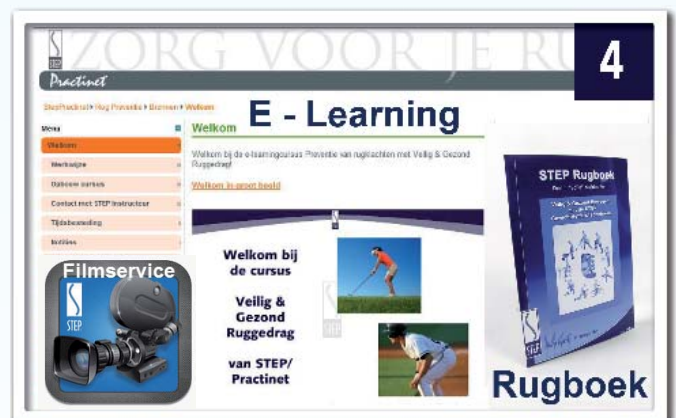 ZORG VOOR JE RU
4
STEP
Practinet
StepPractinet Rug Preventie Bronnen Welkom
E - Learning
Menu
Welkom
Werkwijze
Opbouw cursus
Contact met STEP Instructeur
Tijdsbesteding
Notities
Welkom
Welkom bij de e-learningcursus Preventie van rugklachten met Veilig & Gezond
Ruggedrag!
Welkom in groot beeld
Welkom bij
de cursus
Veilig &
Gezond
Ruggedrag
van STEP/
Practinet
Filmservice
STEP
STEP Rugboek
STEP
Rugboek